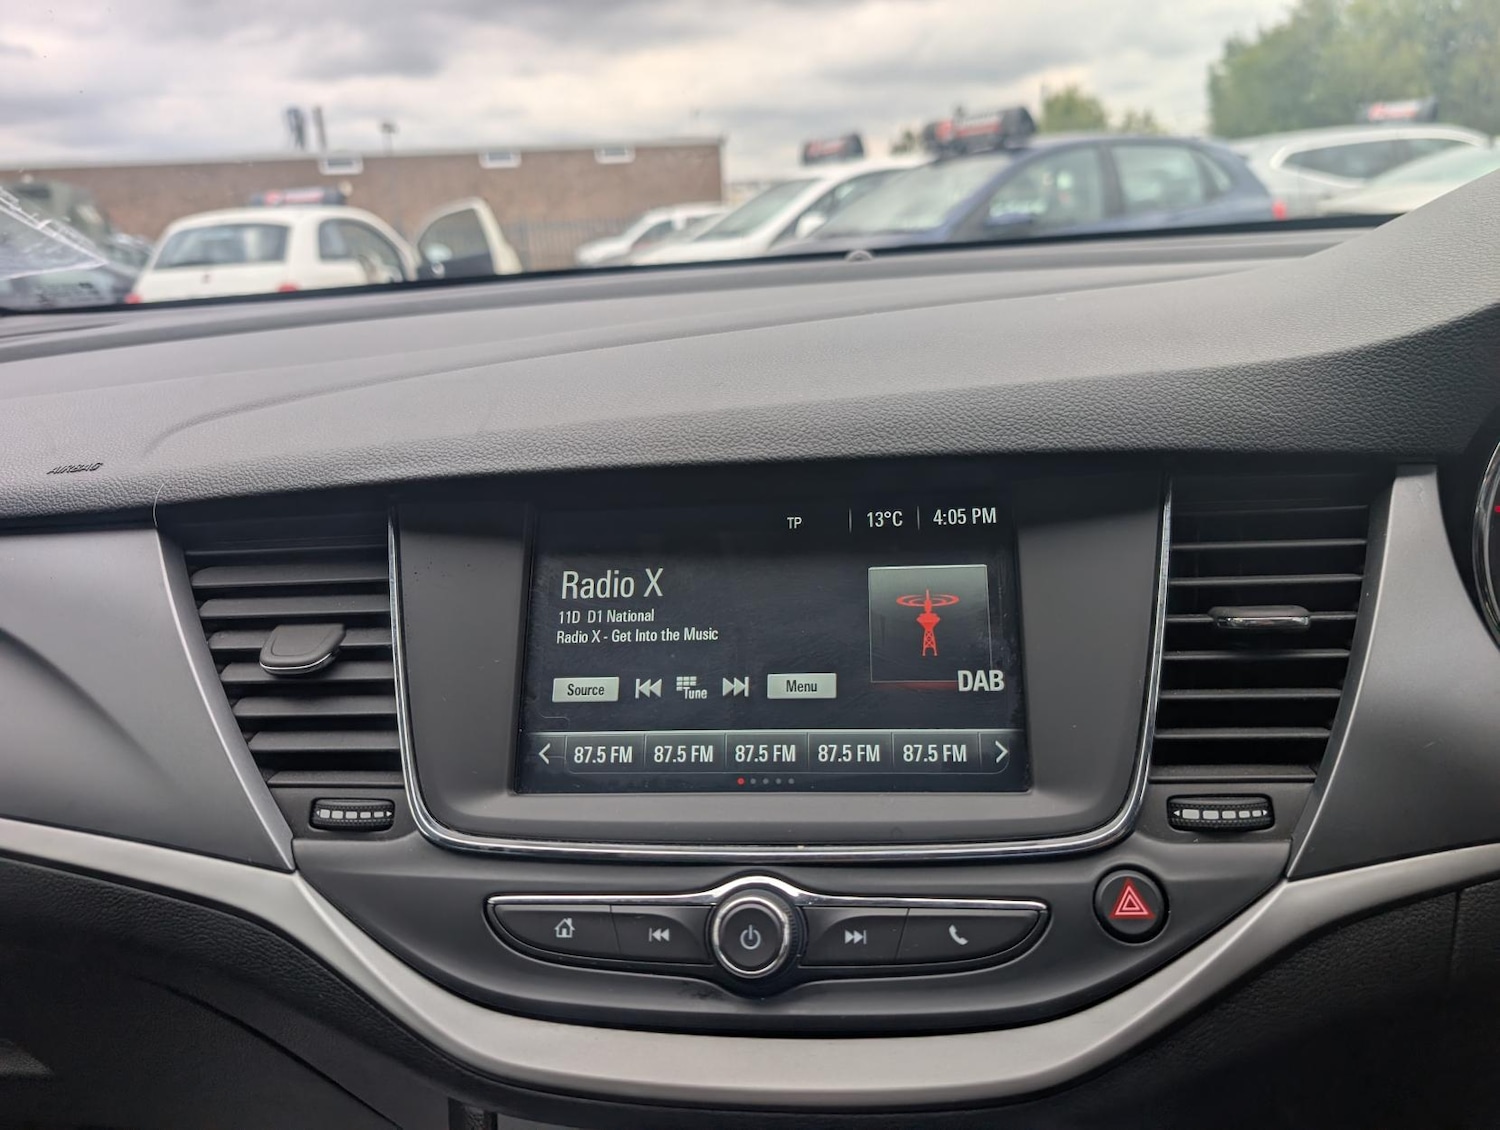 TP 13°C 4:05 PM
Radio X
11D D1 National
Radio X - Get Into the Music
DAB
Source Tune Menu
87.5 FM 87.5 FM 87.5 FM 87.5 FM 87.5 FM
AIRBAG